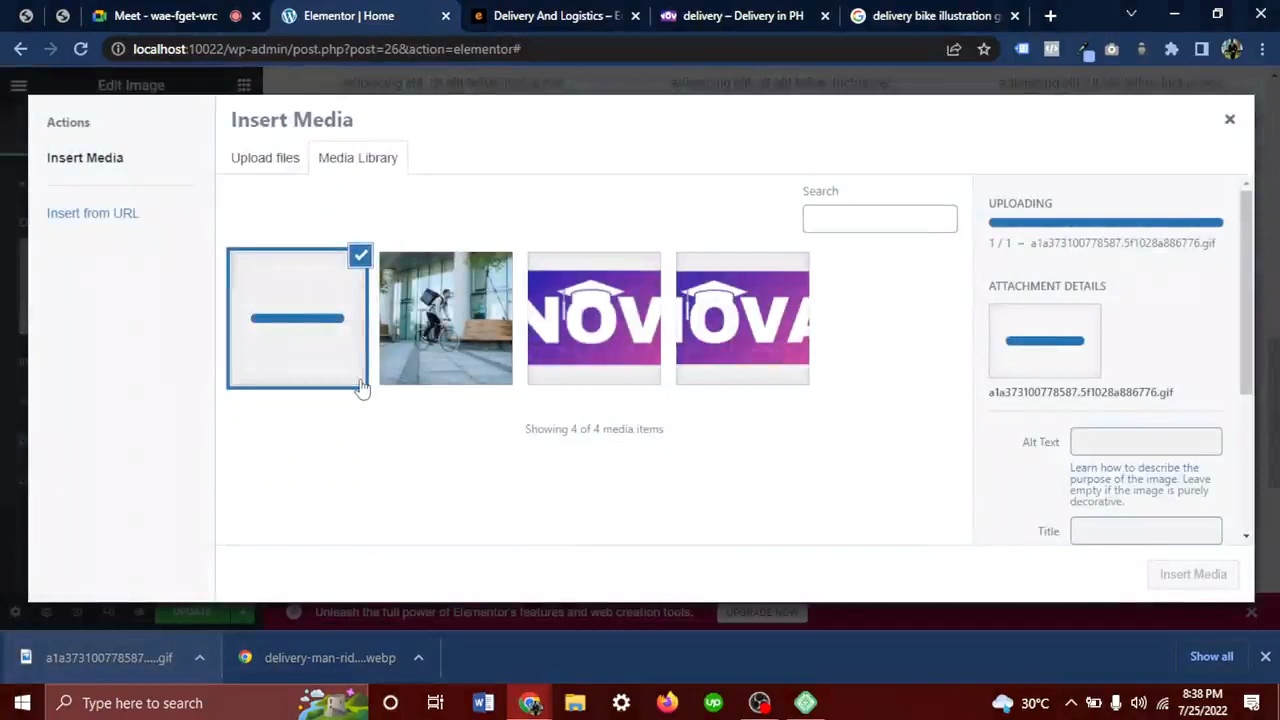 Meet - wae-fget-wrc
Elementor | Home
Delivery And Logistics –
delivery – Delivery in PH
delivery bike illustration g
localhost:10022/wp-admin/post.php?post=26&action=elementor#
Edit Image
Actions
Insert Media
Insert from URL
Insert Media
Upload files
Media Library
Search
NOV
IOVA
Showing 4 of 4 media items
UPLOADING
1 / 1 – a1a373100778587.5f1028a886776.gif
ATTACHMENT DETAILS
a1a373100778587.5f1028a886776.gif
Alt Text
Learn how to describe the
purpose of the image. Leave
empty if the image is purely
decorative.
Title
Insert Media
UPDATE
Unleash the full power of Elementor's features and web creation tools.
UPGRADE NOW
a1a373100778587.....gif
delivery-man-rid....webp
Show all
Type here to search
30°C
8:38 PM
7/25/2022